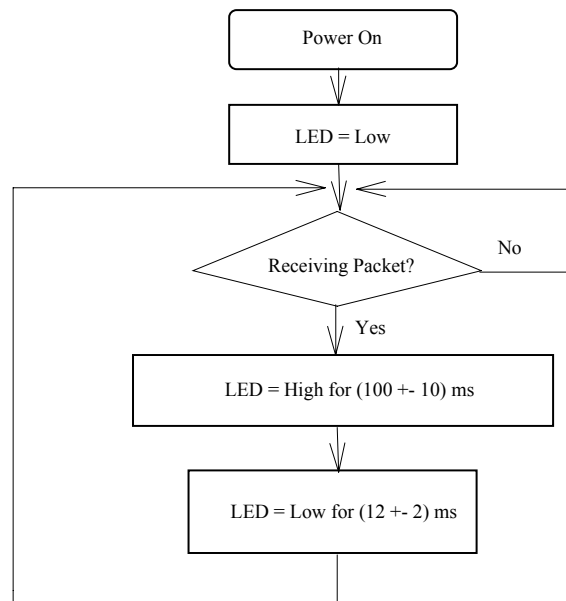 Power On
LED = Low
Receiving Packet?
No
Yes
LED = High for (100 +- 10) ms
LED = Low for (12 +- 2) ms